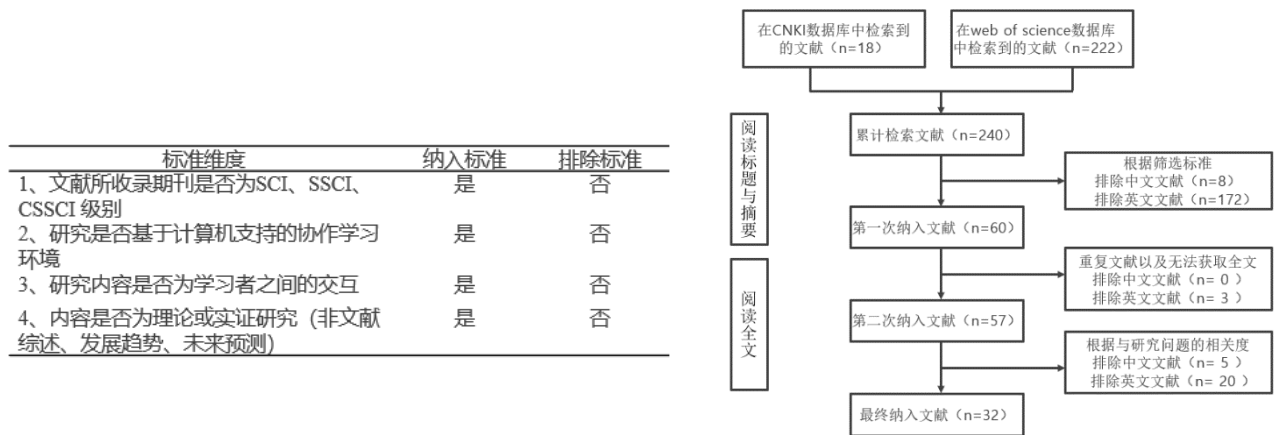 标准维度 纳入标准 排除标准
1、文献所收录期刊是否为SCI、SSCI、 是 否
CSSCI 级别
2、研究是否基于计算机支持的协作学习 是 否
环境
3、研究内容是否为学习者之间的交互 是 否
4、内容是否为理论或实证研究（非文献 是 否
综述、发展趋势、未来预测）
在CNKI数据库中检索到
的文献（n=18）
在web of science数据库
中检索到的文献（n=222）
阅读标题与摘要
累计检索文献（n=240）
根据筛选标准
排除中文文献（n=8）
排除英文文献（n=172）
第一次纳入文献（n=60）
阅读全文
重复文献以及无法获取全文
排除中文文献（n= 0 ）
排除英文文献（n= 3 ）
第二次纳入文献（n=57）
根据与研究问题的相关度
排除中文文献（n= 5 ）
排除英文文献（n= 20 ）
最终纳入文献（n=32）